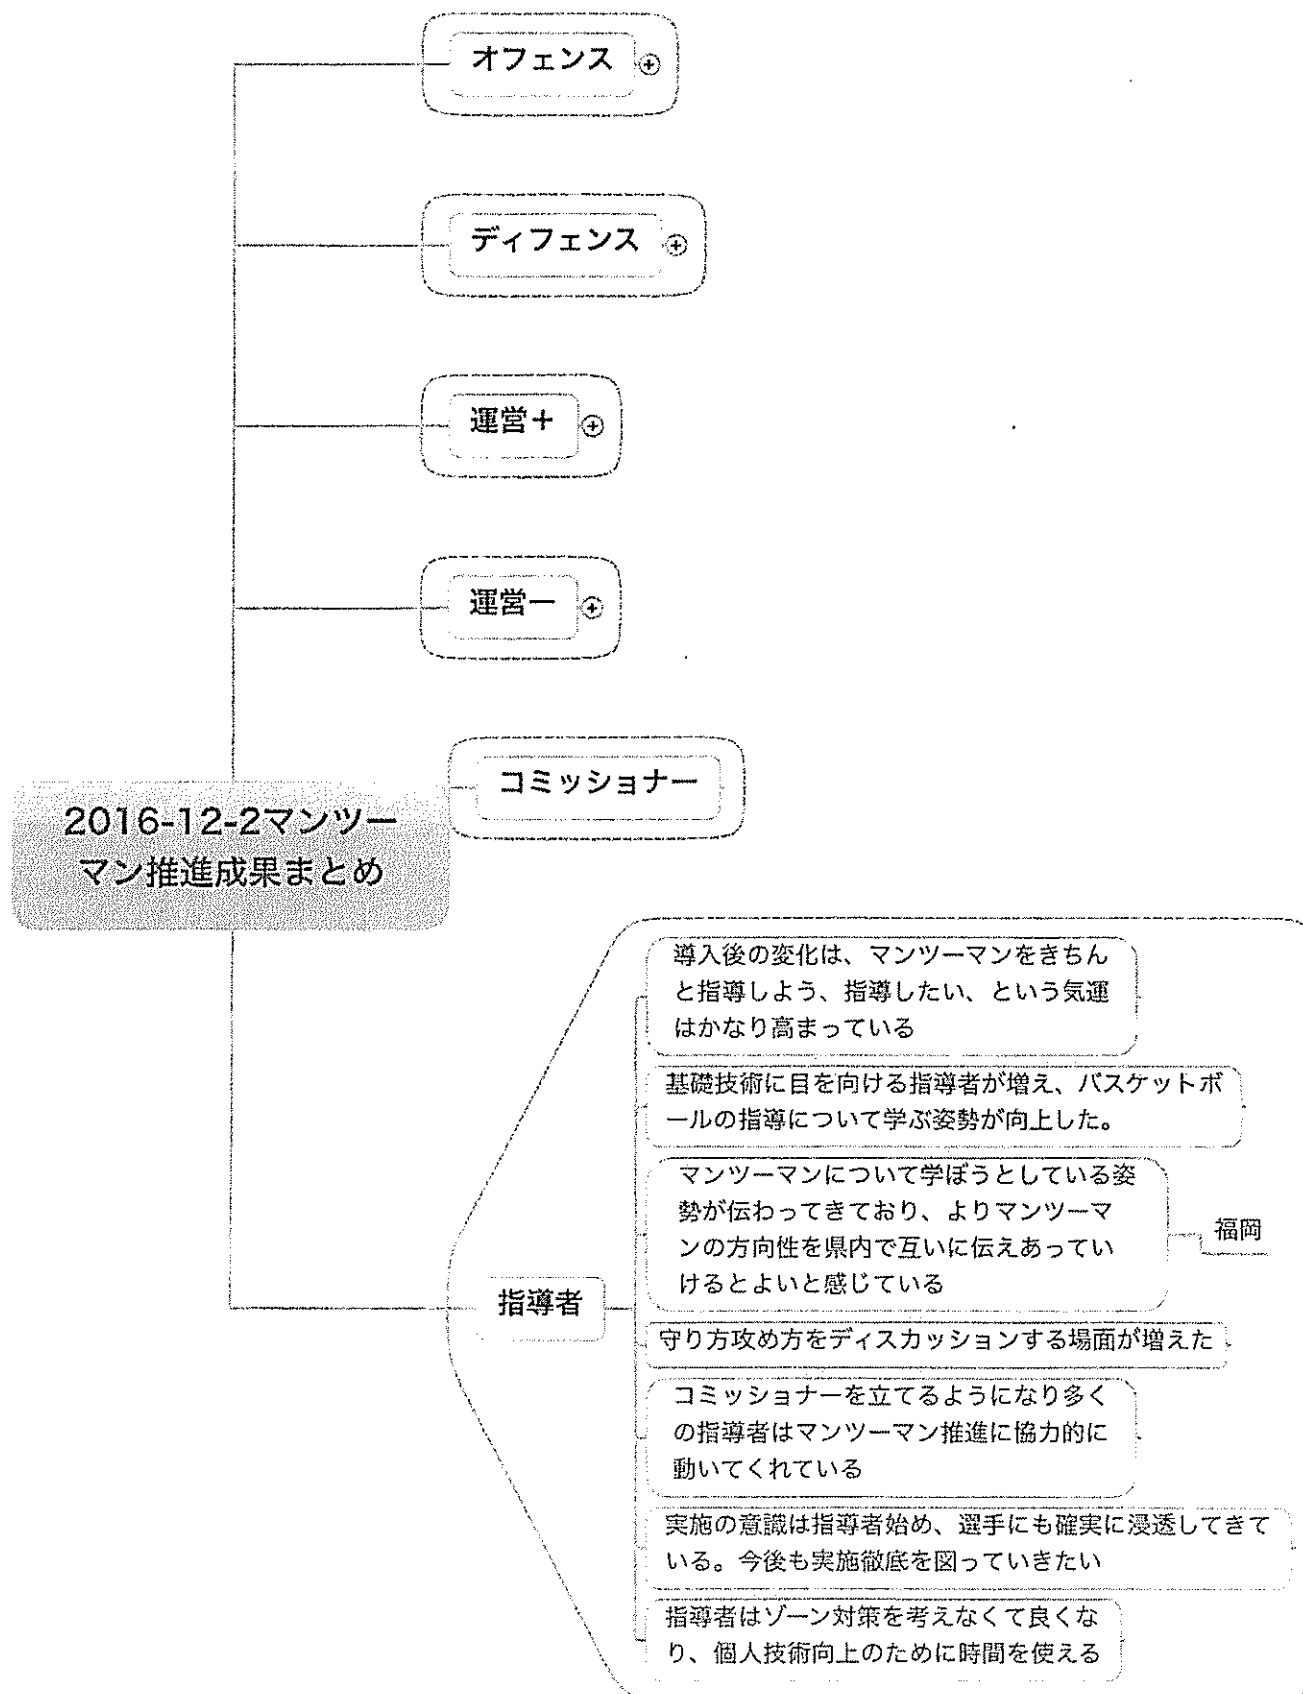 オフェンス
ディフェンス
運営＋
運営ー
コミッショナー
2016-12-2マンツー
マン推進成果まとめ
指導者
導入後の変化は、マンツーマンをきちん
と指導しよう、指導したい、という気運
はかなり高まっている
基礎技術に目を向ける指導者が増え、バスケットボ
ールの指導について学ぶ姿勢が向上した。
マンツーマンについて学ぼうとしている姿
勢が伝わってきており、よりマンツーマ
ンの方向性を県内で互いに伝えあってい
けるとよいと感じている
福岡
守り方攻め方をディスカッションする場面が増えた
コミッショナーを立てるようになり多く
の指導者はマンツーマン推進に協力的に
動いてくれている
実施の意識は指導者始め、選手にも確実に浸透してきて
いる。今後も実施徹底を図っていきたい
指導者はゾーン対策を考えなくて良くな
り、個人技術向上のために時間を使える